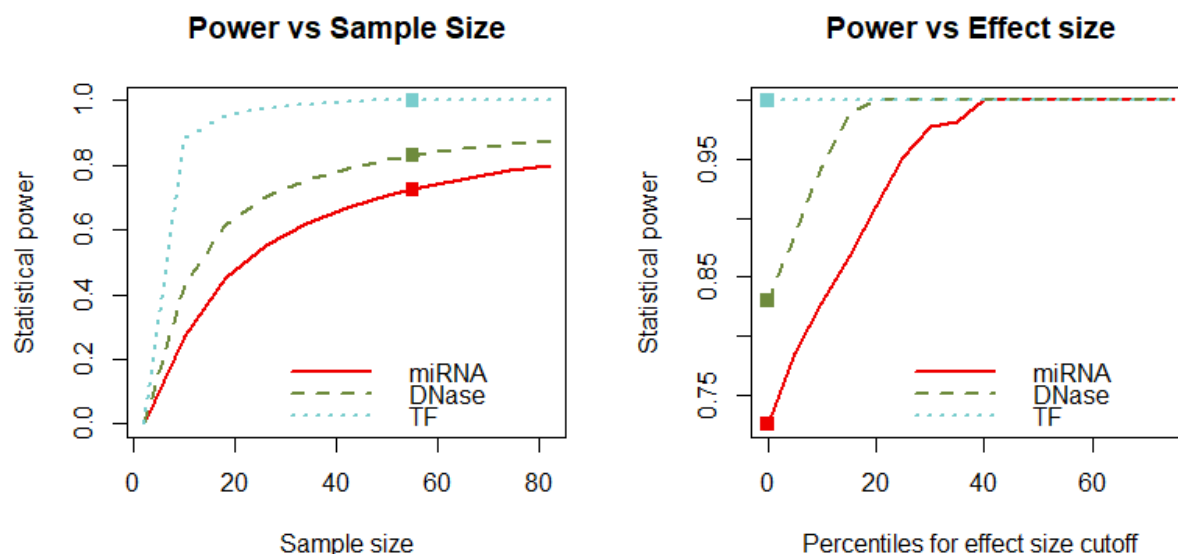 Power vs Sample Size
Statistical power
1.0
0.8
0.6
0.4
0.2
0.0
miRNA
DNase
TF
0 20 40 60 80
Sample size
Power vs Effect size
Statistical power
0.95
0.85
0.75
miRNA
DNase
TF
0 20 40 60
Percentiles for effect size cutoff